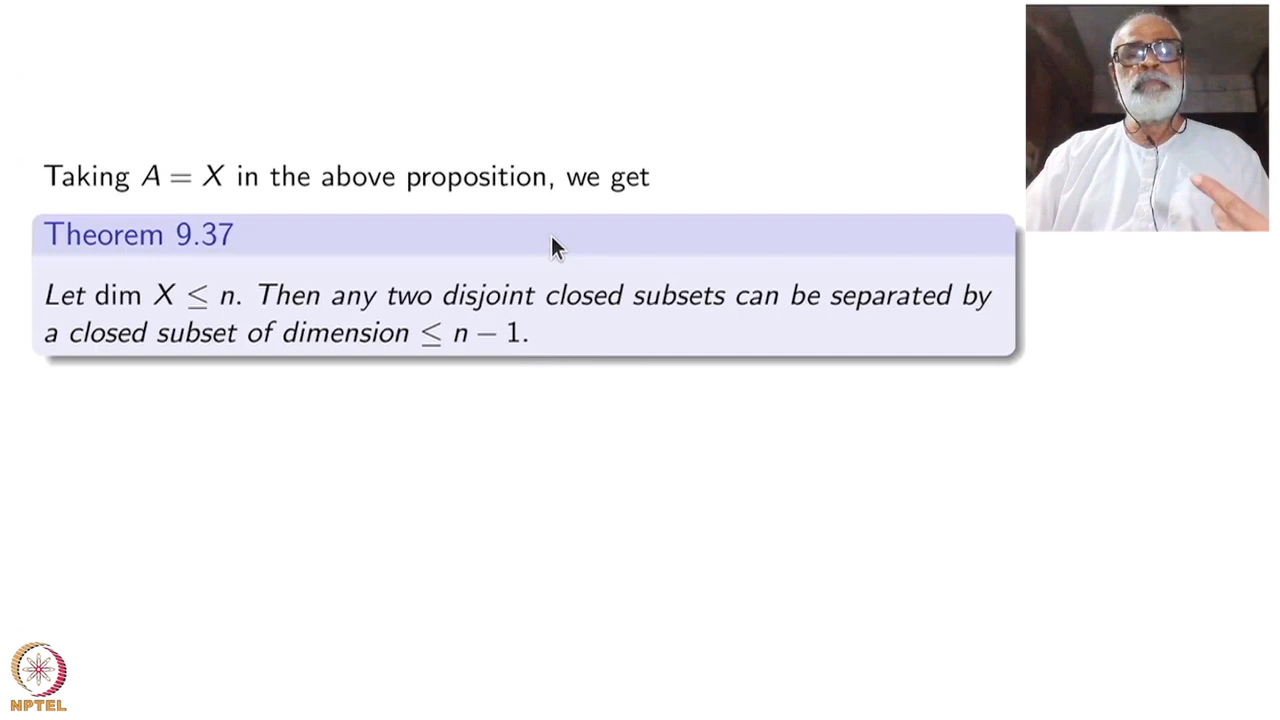 Taking A = X in the above proposition, we get
Theorem 9.37
Let dim X ≤ n. Then any two disjoint closed subsets can be separated by
a closed subset of dimension ≤ n − 1.
NPTEL